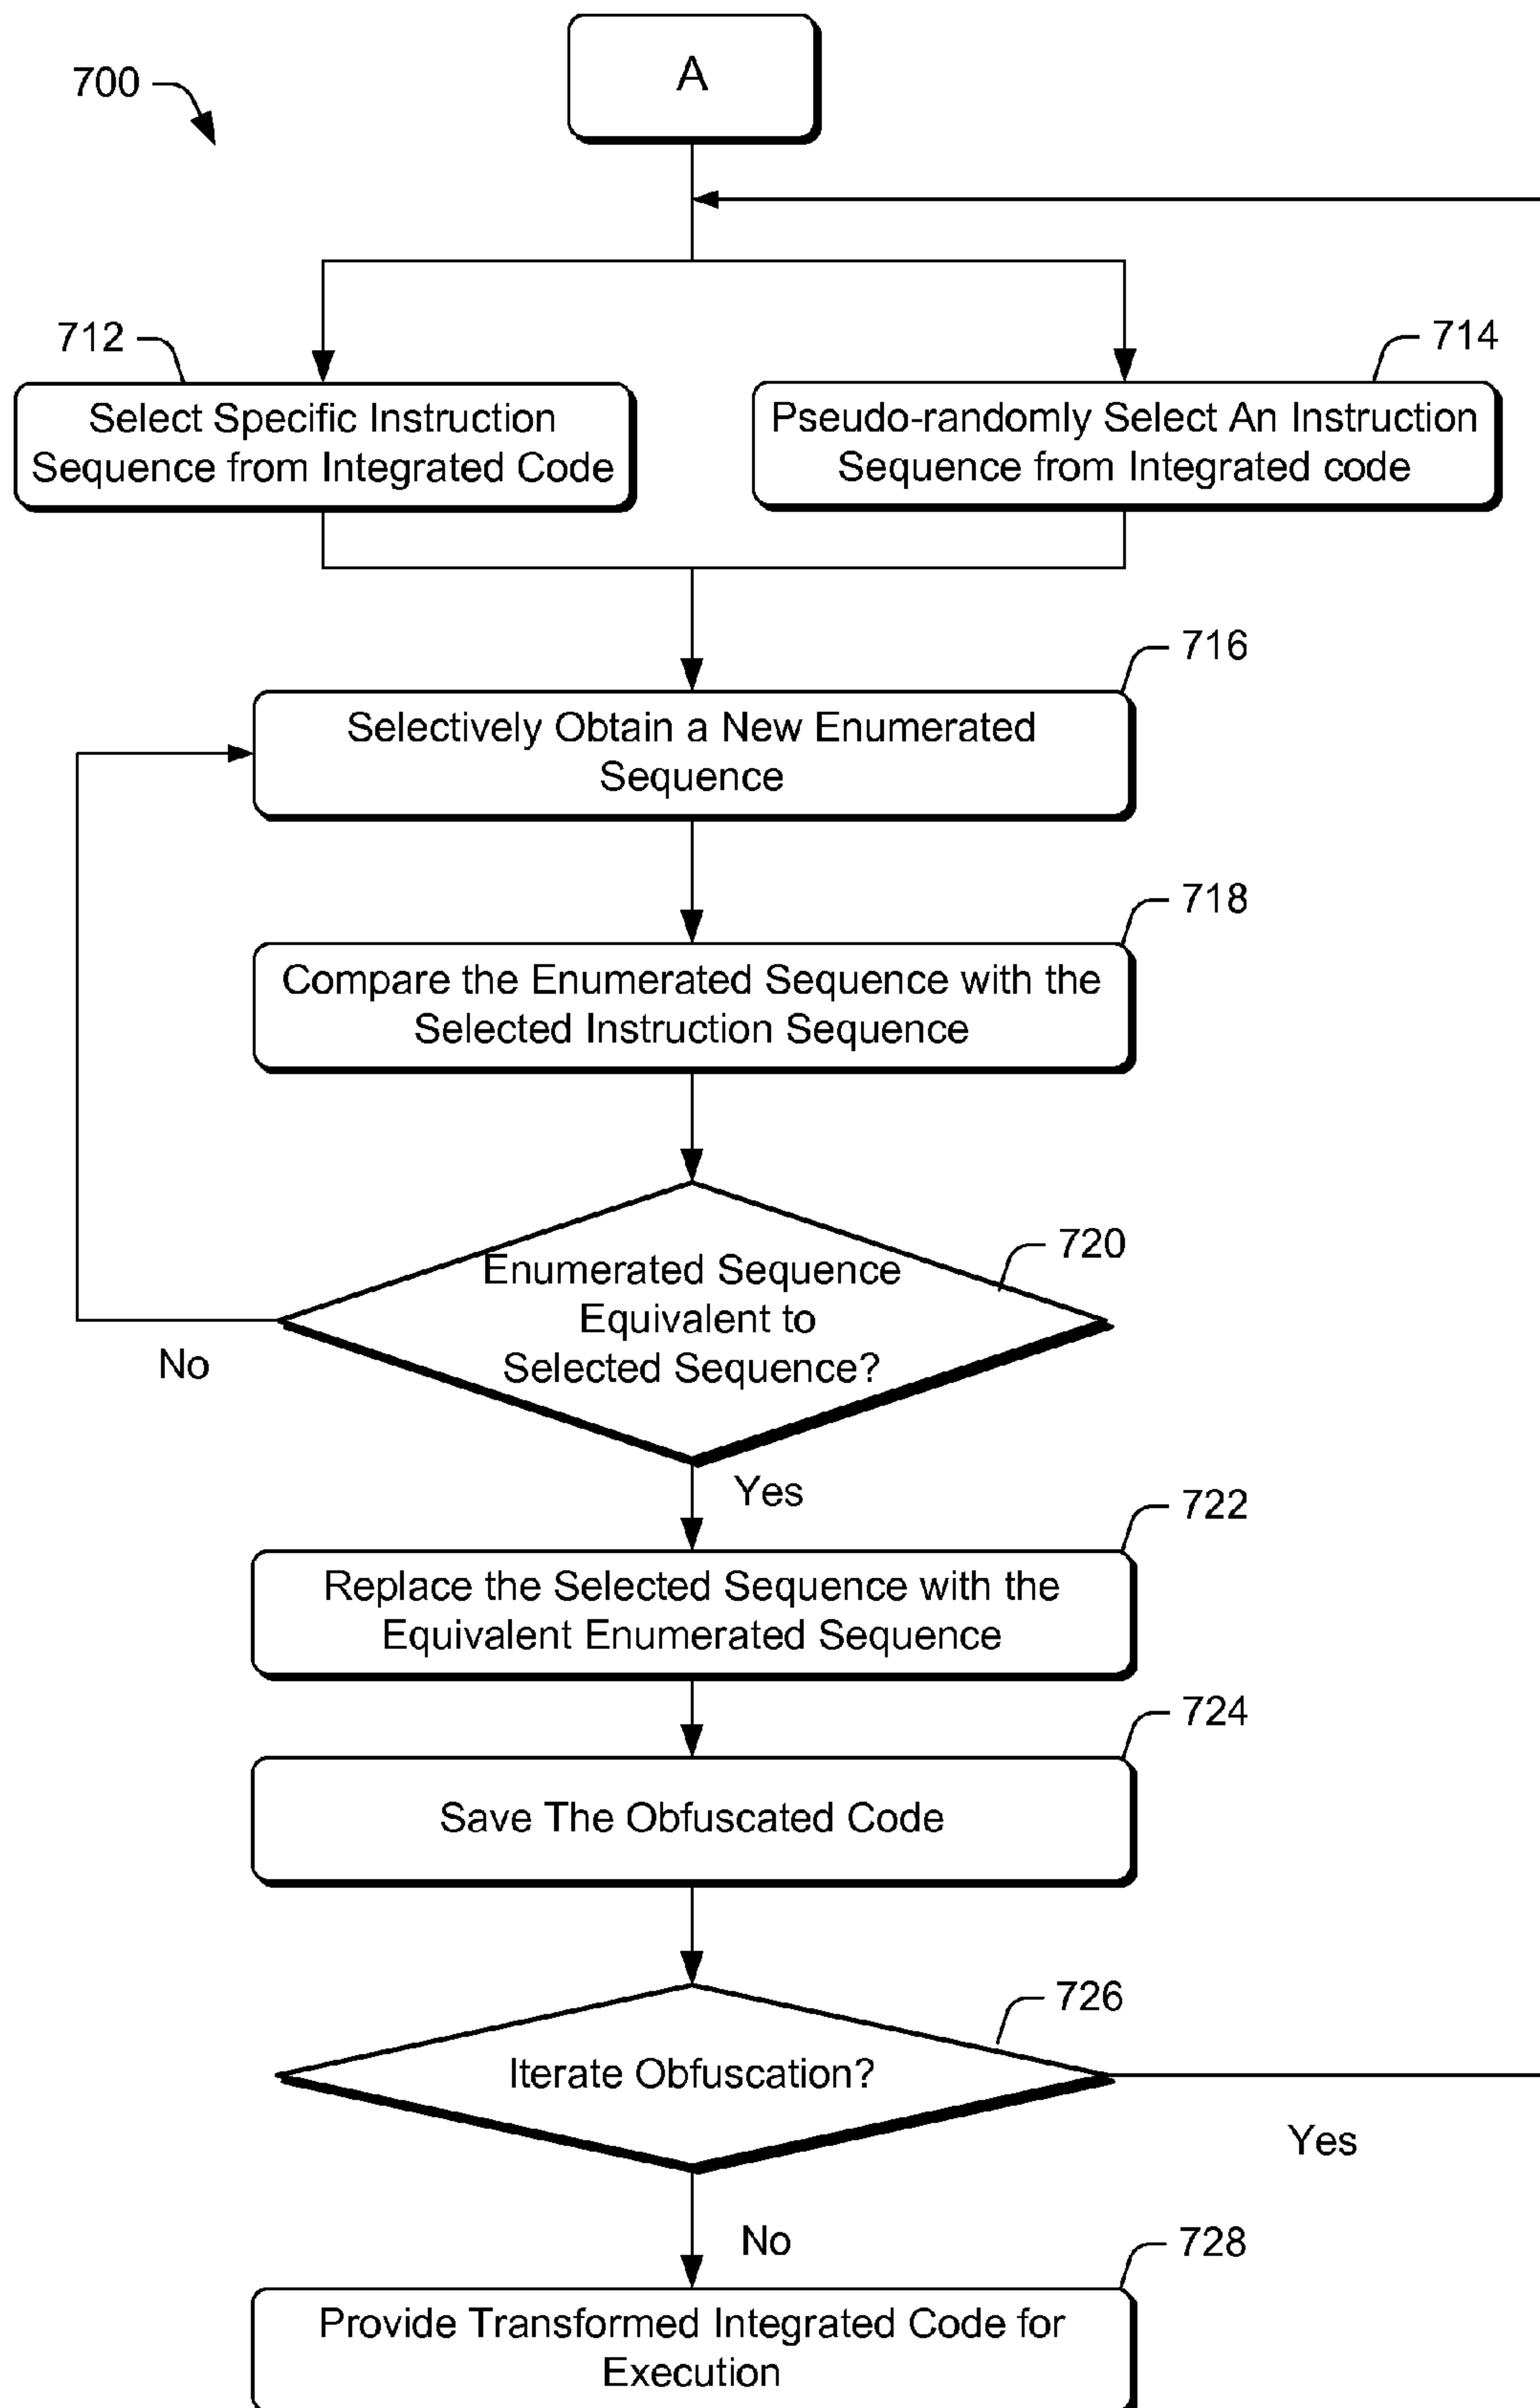 A
700
712
714
Select Specific Instruction
Sequence from Integrated Code
Pseudo-randomly Select An Instruction
Sequence from Integrated code
716
Selectively Obtain a New Enumerated
Sequence
718
Compare the Enumerated Sequence with the
Selected Instruction Sequence
720
Enumerated Sequence
Equivalent to
Selected Sequence?
No
Yes
722
Replace the Selected Sequence with the
Equivalent Enumerated Sequence
724
Save The Obfuscated Code
726
Iterate Obfuscation?
Yes
No
728
Provide Transformed Integrated Code for
Execution